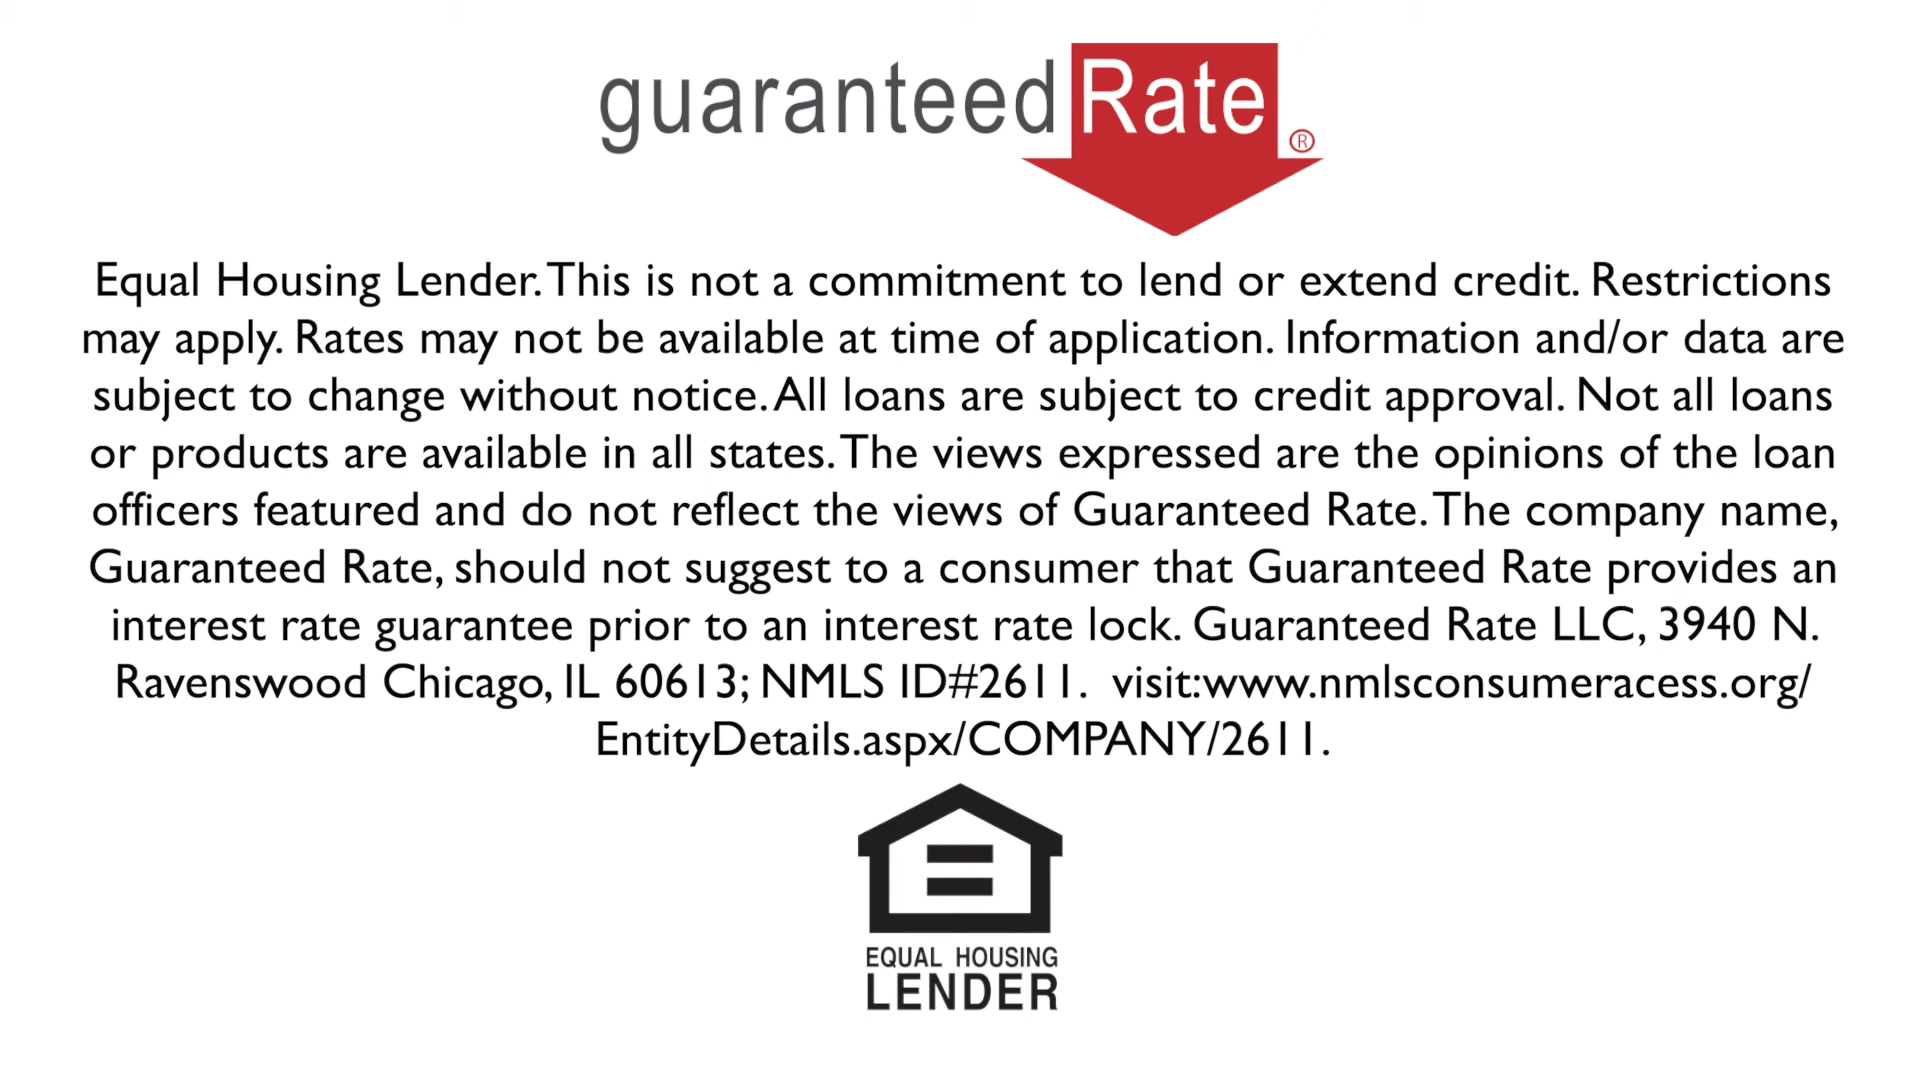 guaranteed Rate ®
Equal Housing Lender. This is not a commitment to lend or extend credit. Restrictions
may apply. Rates may not be available at time of application. Information and/or data are
subject to change without notice. All loans are subject to credit approval. Not all loans
or products are available in all states. The views expressed are the opinions of the loan
officers featured and do not reflect the views of Guaranteed Rate. The company name,
Guaranteed Rate, should not suggest to a consumer that Guaranteed Rate provides an
interest rate guarantee prior to an interest rate lock. Guaranteed Rate LLC, 3940 N.
Ravenswood Chicago, IL 60613; NMLS ID#2611. visit:www.nmlsconsumeracess.org/
EntityDetails.aspx/COMPANY/2611.
EQUAL HOUSING
LENDER